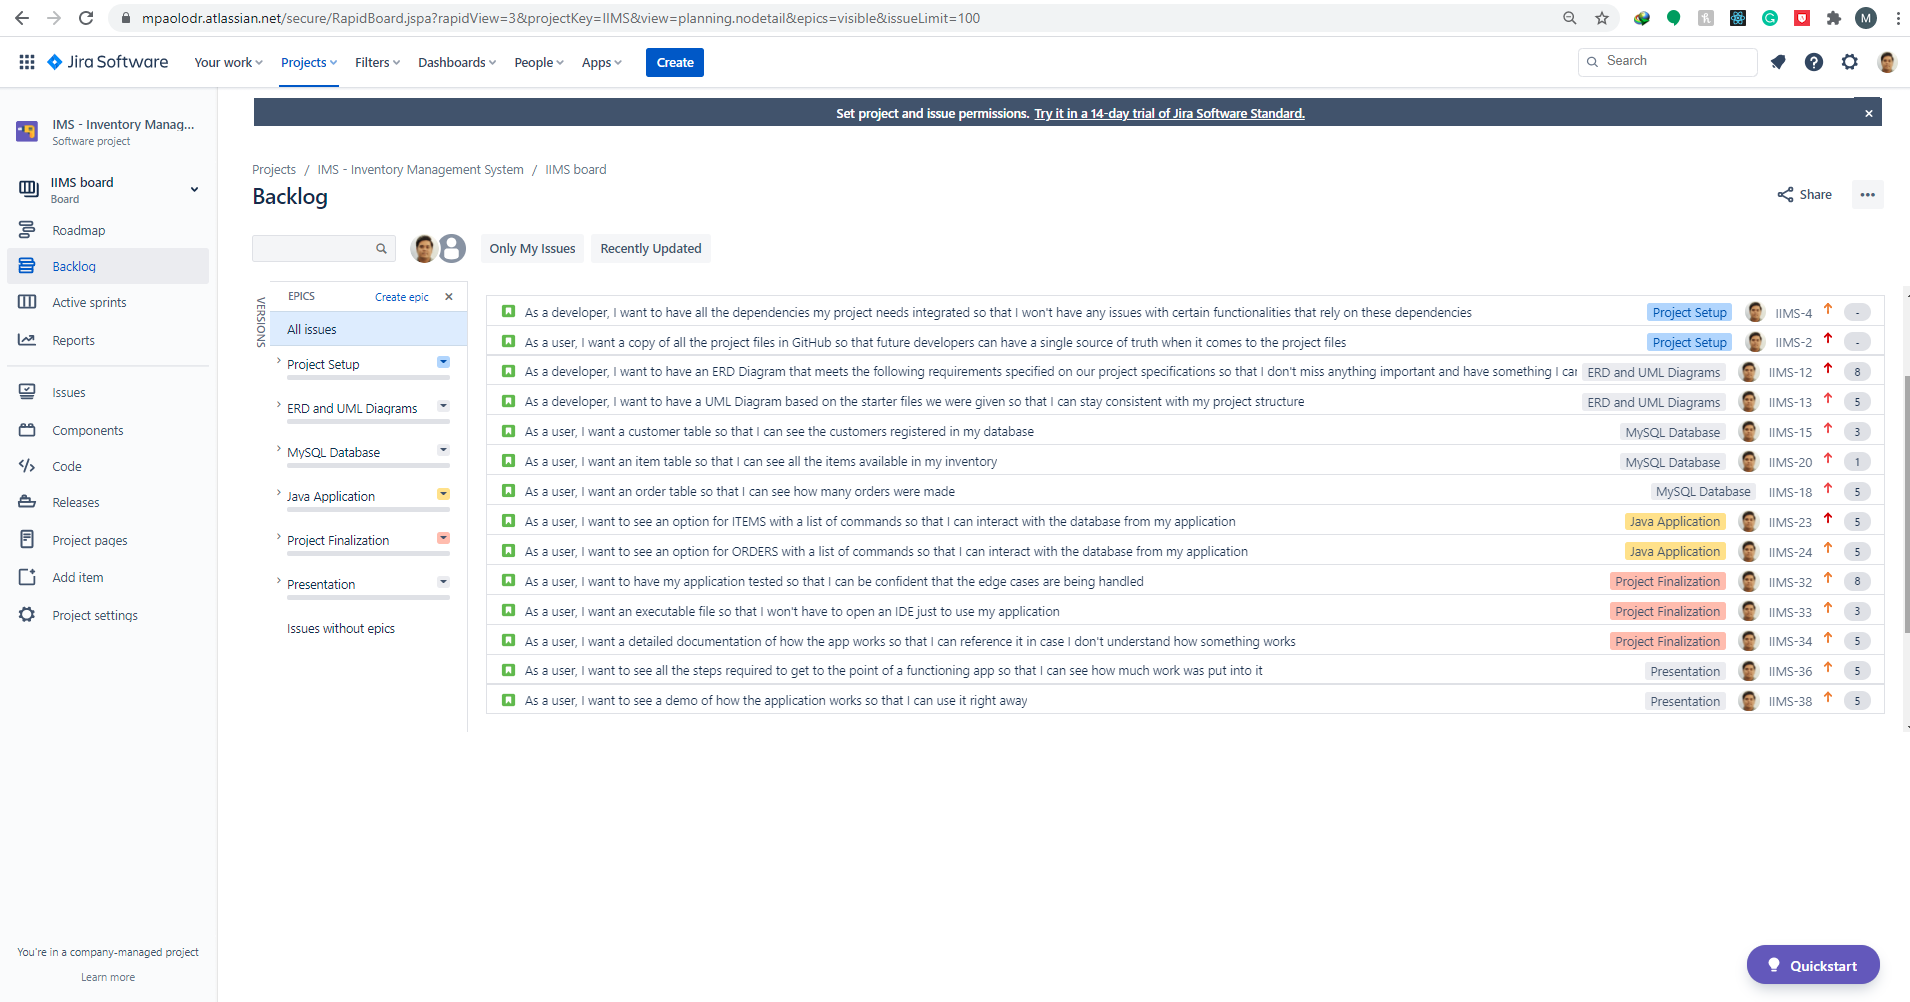 mpaolodr.atlassian.net/secure/RapidBoard.jspa?rapidView=3&projectKey=IIMS&view=planning.nodetail&epics=visible&issueLimit=100
M
Jira Software Your work Projects Filters Dashboards People Apps Create Search
Set project and issue permissions. Try it in a 14-day trial of Jira Software Standard.
IMS - Inventory Manag...
Software project
IIMS board
Board
Roadmap
Backlog
Active sprints
Reports
Issues
Components
Code
Releases
Project pages
Add item
Project settings
You're in a company-managed project
Learn more
Projects / IMS - Inventory Management System / IIMS board
Backlog
Share
Only My Issues Recently Updated
VERSIONS
EPICS Create epic
All issues
Project Setup
ERD and UML Diagrams
MySQL Database
Java Application
Project Finalization
Presentation
Issues without epics
As a developer, I want to have all the dependencies my project needs integrated so that I won't have any issues with certain functionalities that rely on these dependencies Project Setup IIMS-4 -
As a user, I want a copy of all the project files in GitHub so that future developers can have a single source of truth when it comes to the project files Project Setup IIMS-2 -
As a developer, I want to have an ERD Diagram that meets the following requirements specified on our project specifications so that I don't miss anything important and have something I car ERD and UML Diagrams IIMS-12 8
As a developer, I want to have a UML Diagram based on the starter files we were given so that I can stay consistent with my project structure ERD and UML Diagrams IIMS-13 5
As a user, I want a customer table so that I can see the customers registered in my database MySQL Database IIMS-15 3
As a user, I want an item table so that I can see all the items available in my inventory MySQL Database IIMS-20 1
As a user, I want an order table so that I can see how many orders were made MySQL Database IIMS-18 5
As a user, I want to see an option for ITEMS with a list of commands so that I can interact with the database from my application Java Application IIMS-23 5
As a user, I want to see an option for ORDERS with a list of commands so that I can interact with the database from my application Java Application IIMS-24 5
As a user, I want to have my application tested so that I can be confident that the edge cases are being handled Project Finalization IIMS-32 8
As a user, I want an executable file so that I won't have to open an IDE just to use my application Project Finalization IIMS-33 3
As a user, I want a detailed documentation of how the app works so that I can reference it in case I don't understand how something works Project Finalization IIMS-34 5
As a user, I want to see all the steps required to get to the point of a functioning app so that I can see how much work was put into it Presentation IIMS-36 5
As a user, I want to see a demo of how the application works so that I can use it right away Presentation IIMS-38 5
Quickstart